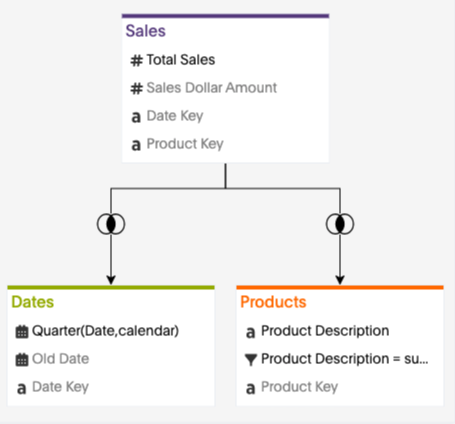 Sales
# Total Sales
# Sales Dollar Amount
a Date Key
a Product Key
Dates
Quarter(Date,calendar)
Old Date
a Date Key
Products
a Product Description
Product Description = su...
a Product Key